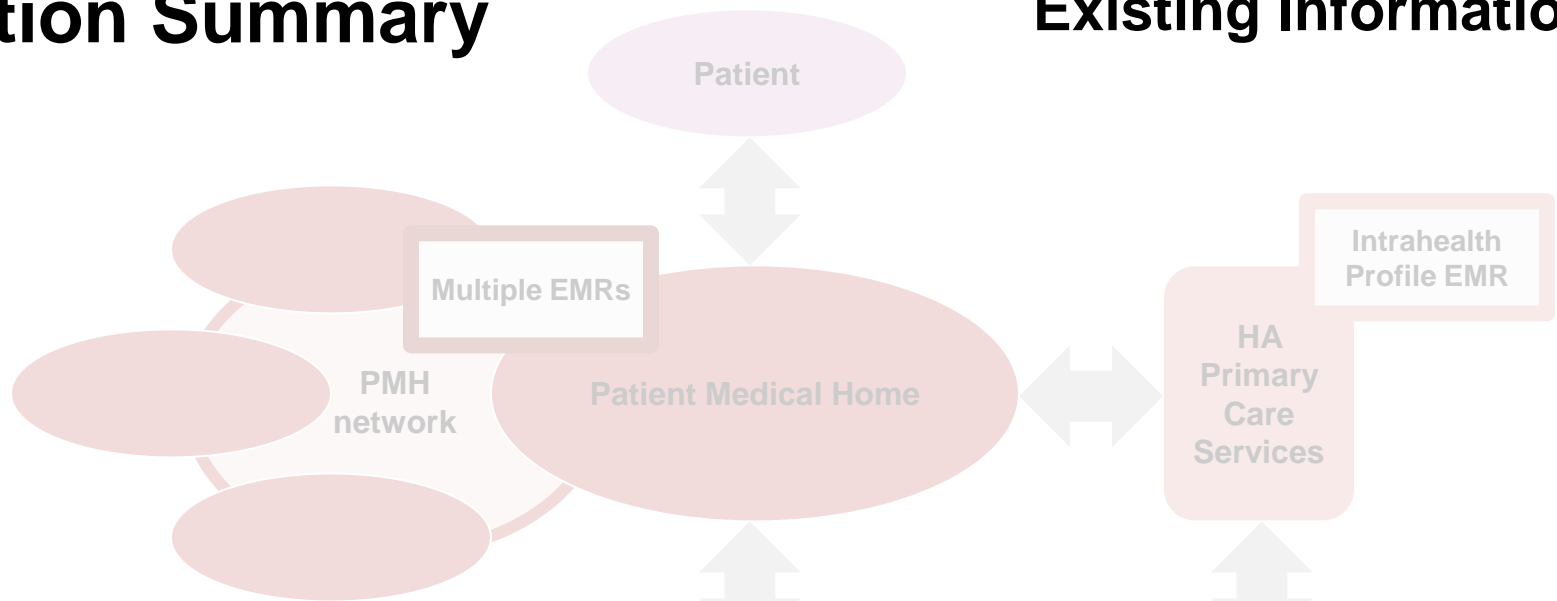 tion Summary
Existing Informatio
Patient
Multiple EMRs
Intrahealth
Profile EMR
PMH
network
Patient Medical Home
HA
Primary
Care
Services